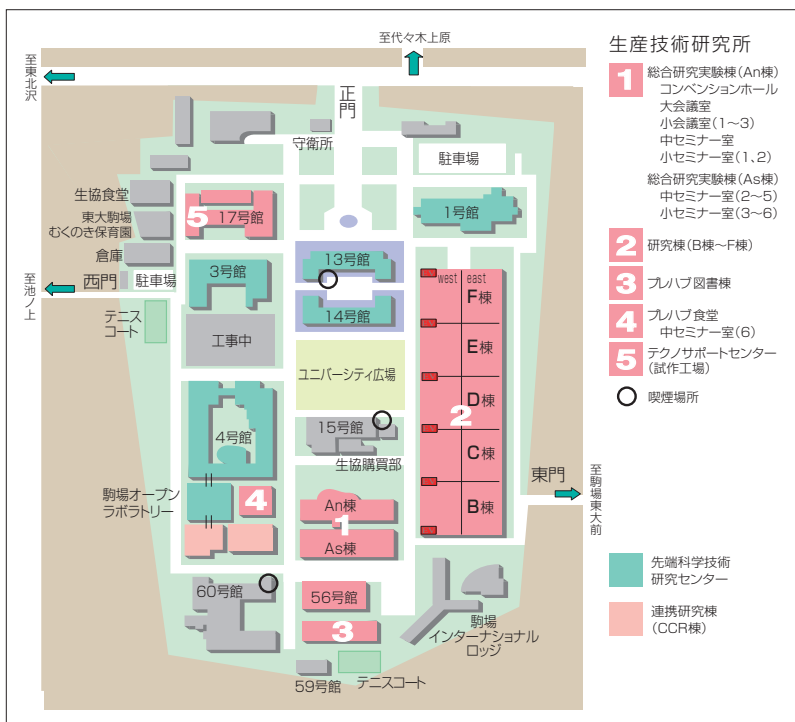 至代々木上原
至東北沢
正門
守衛所
駐車場
生協食堂
東大駒場
むくのき保育園
倉庫
5
17号館
1号館
至池ノ上
西門
駐車場
3号館
13号館
14号館
テニス
コート
工事中
ユニバーシティ広場
west
east
F棟
E棟
D棟
2
C棟
B棟
4号館
15号館
生協購買部
駒場オープン
ラボラトリー
4
An棟
1
As棟
東門
至駒場東大前
60号館
56号館
3
59号館
テニスコート
駒場
インターナショナル
ロッジ
生産技術研究所
1
総合研究実験棟(An棟)
コンベンションホール
大会議室
小会議室(1~3)
中セミナー室
小セミナー室(1、2)
総合研究実験棟(As棟)
中セミナー室(2~5)
小セミナー室(3~6)
2 研究棟(B棟~F棟)
3 プレハブ図書棟
4 プレハブ食堂
中セミナー室(6)
5 テクノサポートセンター
(試作工場)
喫煙場所
先端科学技術
研究センター
連携研究棟
(CCR棟)